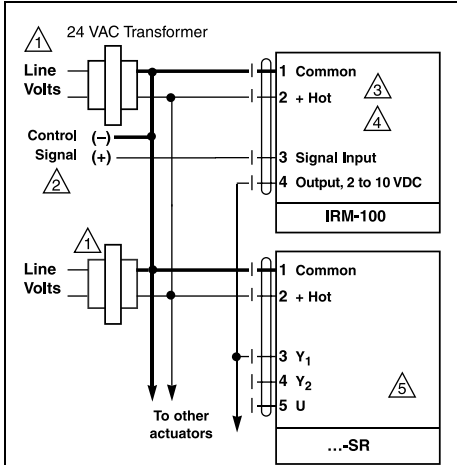 1 24 VAC Transformer
Line
Volts
1 Common
2 + Hot
3
4
Control (–)
Signal (+)
2
3 Signal Input
4 Output, 2 to 10 VDC
IRM-100
1
Line
Volts
1 Common
2 + Hot
3 Y1
4 Y2
5 U
5
To other
actuators
...-SR